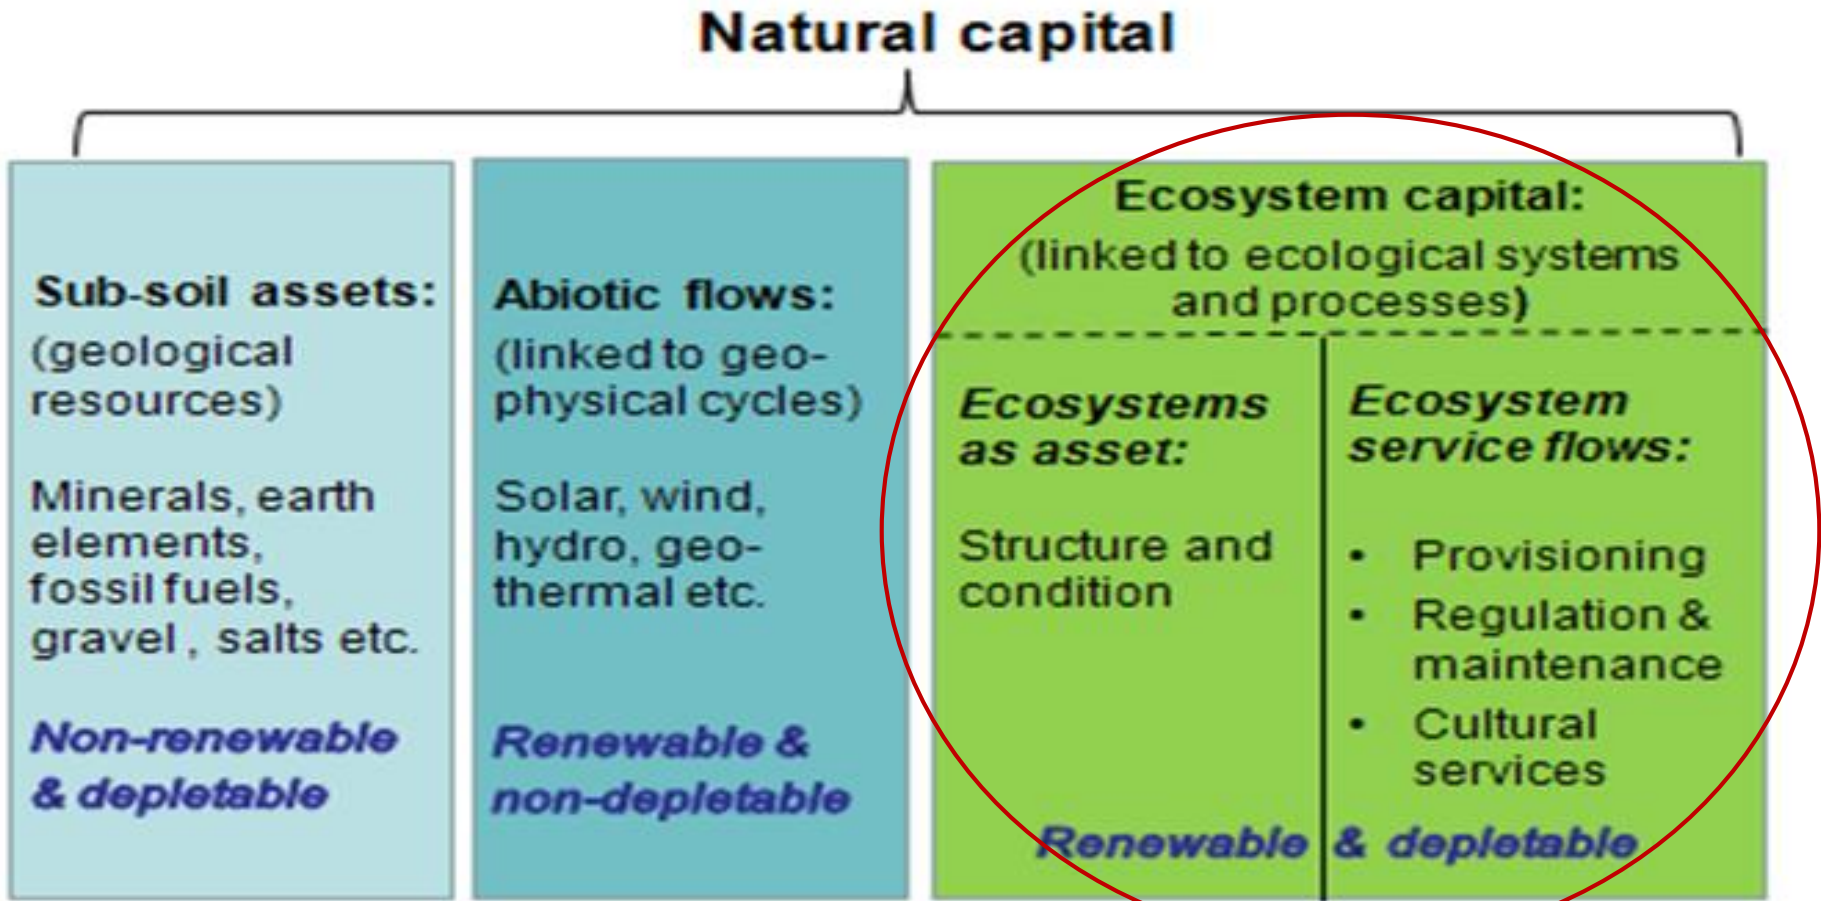 Natural capital
Sub-soil assets:
(geological
resources)
Minerals, earth
elements,
fossil fuels,
gravel , salts etc.
Non-renewable
& depletable
Abiotic flows:
(linked to geo-
physical cycles)
Solar, wind,
hydro, geo-
thermal etc.
Renewable &
non-depletable
Ecosystem capital:
(linked to ecological systems
and processes)
Ecosystems
as asset:
Structure and
condition
Ecosystem
service flows:
• Provisioning
• Regulation &
maintenance
• Cultural
services
Renewable & depletable